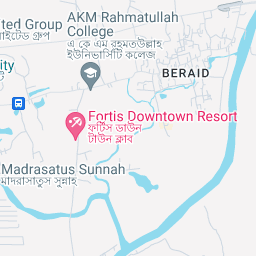 ted Group
াইটেড গ্রুপ
AKM Rahmatullah
College
এ কে এম রহমতউল্লাহ
ইউনিভার্সিটি কলেজ
BERAID
ity
Fortis Downtown Resort
ফর্টিস ডাউন
টাউন ক্লাব
Madrasatus Sunnah
মাদরাসাতুস সুন্নাহ